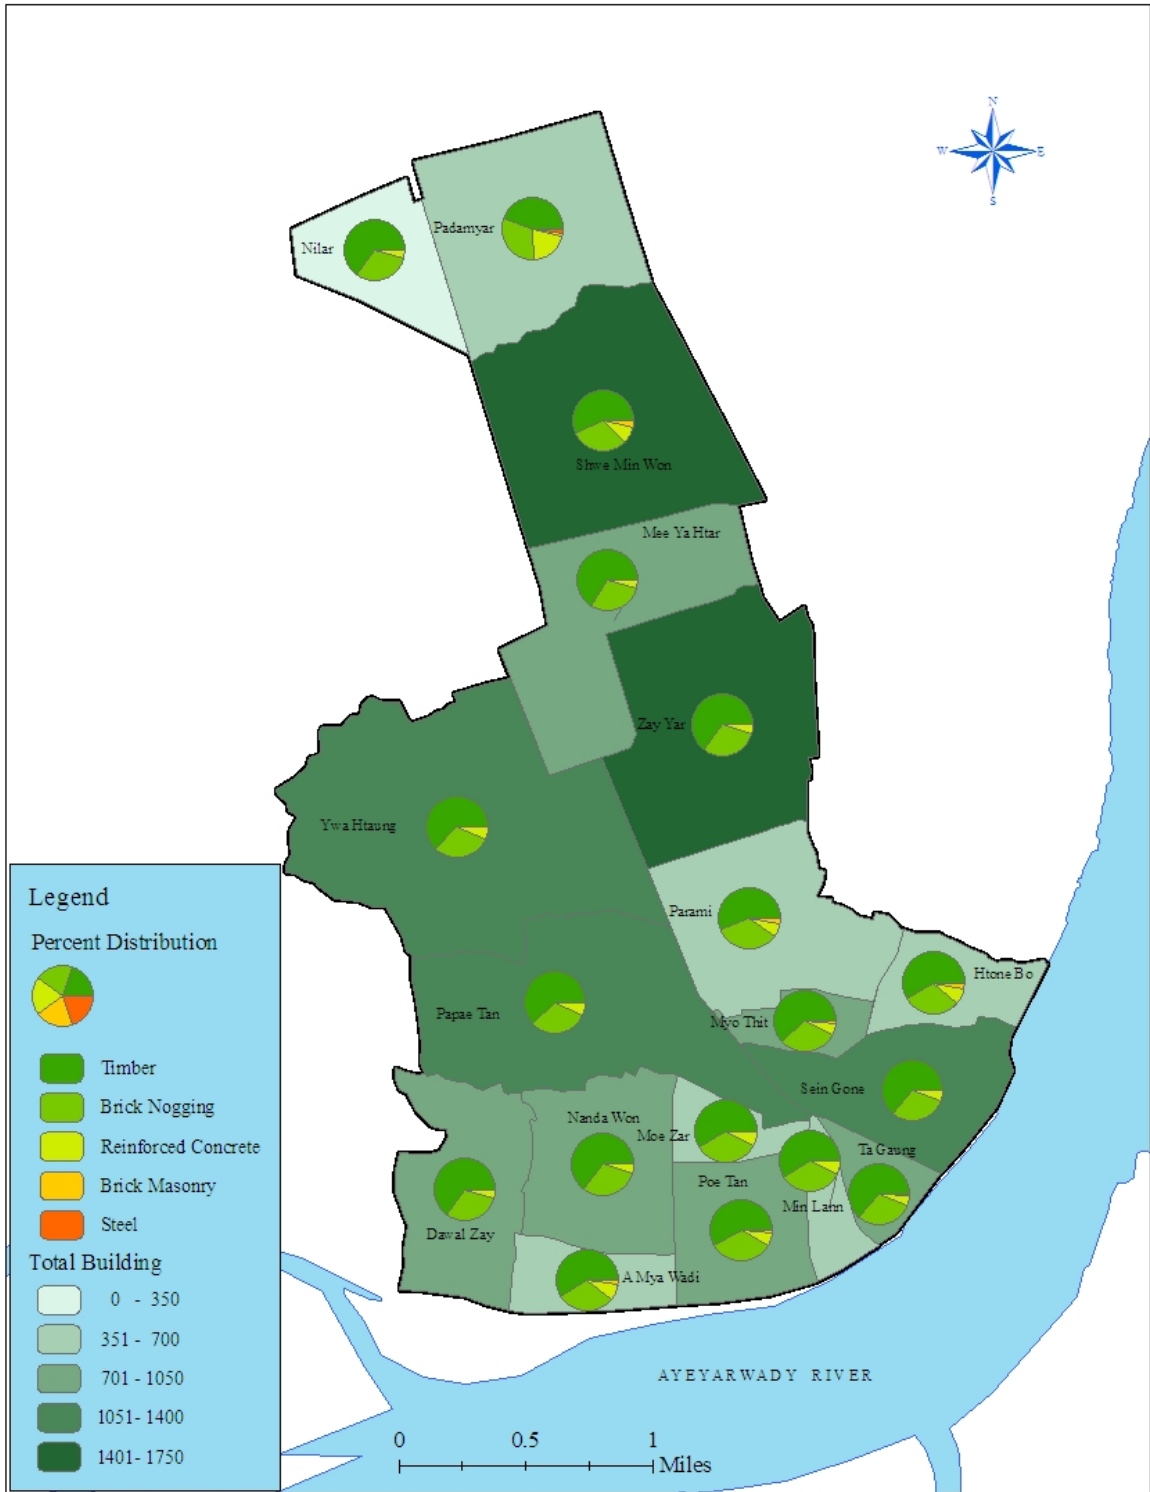 N
W E
S
Padamyar
Nilar
Shwe Min Won
Mee Ya Htar
Zay Yar
Ywa Htaung
Parami
Htone Bo
Papae Tan
Myo Thit
Sein Gone
Nanda Won
Moe Zar
Ta Gaung
Poe Tan
Min Lann
Dawal Zay
A Mya Wadi
AYEYARWADY RIVER
0 0.5 1
Miles
Legend
Percent Distribution
Timber
Brick Nogging
Reinforced Concrete
Brick Masonry
Steel
Total Building
0 - 350
351 - 700
701 - 1050
1051- 1400
1401- 1750